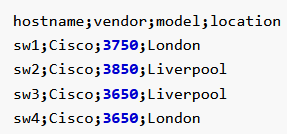 hostname;vendor;model;location
sw1;Cisco;3750;London
sw2;Cisco;3850;Liverpool
sw3;Cisco;3650;Liverpool
sw4;Cisco;3650;London